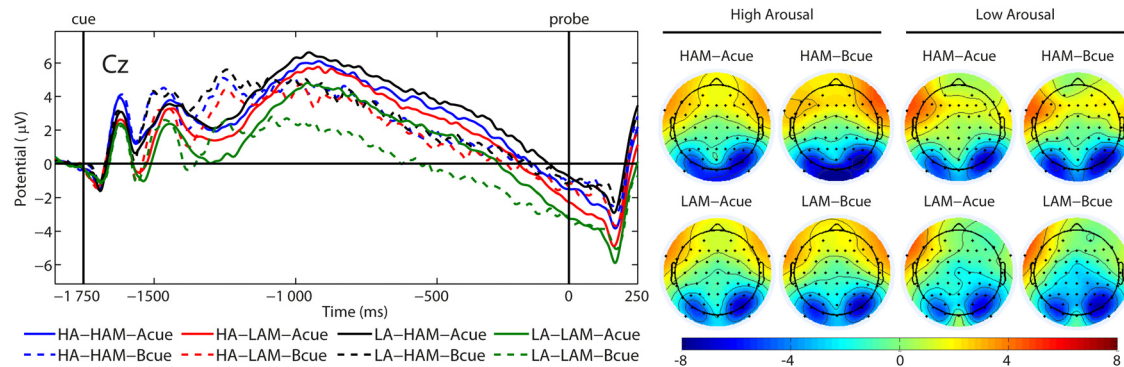 cue
probe
Cz
Potential (μV)
6
4
2
0
−2
−4
−6
−1750
−1500
−1 000
−500
0
250
Time (ms)
HA−HAM−Acue
HA−LAM−Acue
LA−HAM−Acue
LA−LAM−Acue
HA−HAM−Bcue
HA−LAM−Bcue
LA−HAM−Bcue
LA−LAM−Bcue
High Arousal
Low Arousal
HAM−Acue
HAM−Bcue
HAM−Acue
HAM−Bcue
LAM−Acue
LAM−Bcue
LAM−Acue
LAM−Bcue
-8
-4
0
4
8